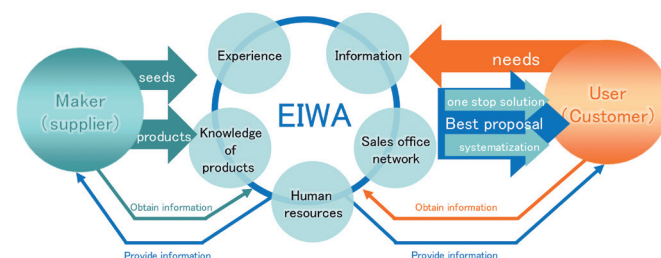 Maker
(supplier)
seeds
products
Experience
Information
EIWA
Knowledge
of
products
Sales office
network
Human
resources
needs
one stop solution
Best proposal
systematization
User
(Customer)
Obtain information
Obtain information
Provide information
Provide information